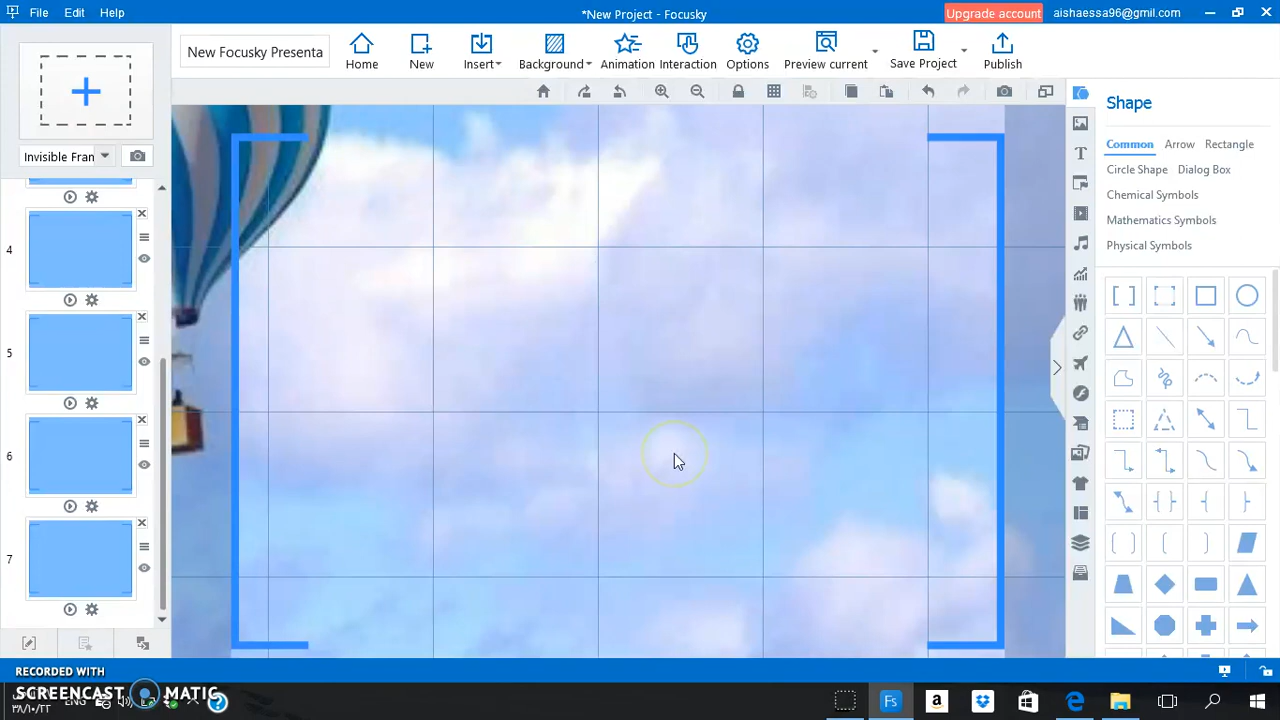 File Edit Help
*New Project - Focusky
Upgrade account
aishaessa96@gmil.com
New Focusky Presenta
Home
New
Insert
Background
Animation
Interaction
Options
Preview current
Save Project
Publish
Invisible Fran
4
5
6
7
Shape
Common Arrow Rectangle
Circle Shape Dialog Box
Chemical Symbols
Mathematics Symbols
Physical Symbols
RECORDED WITH
SCREENCAST MATIC
ENG
Fs